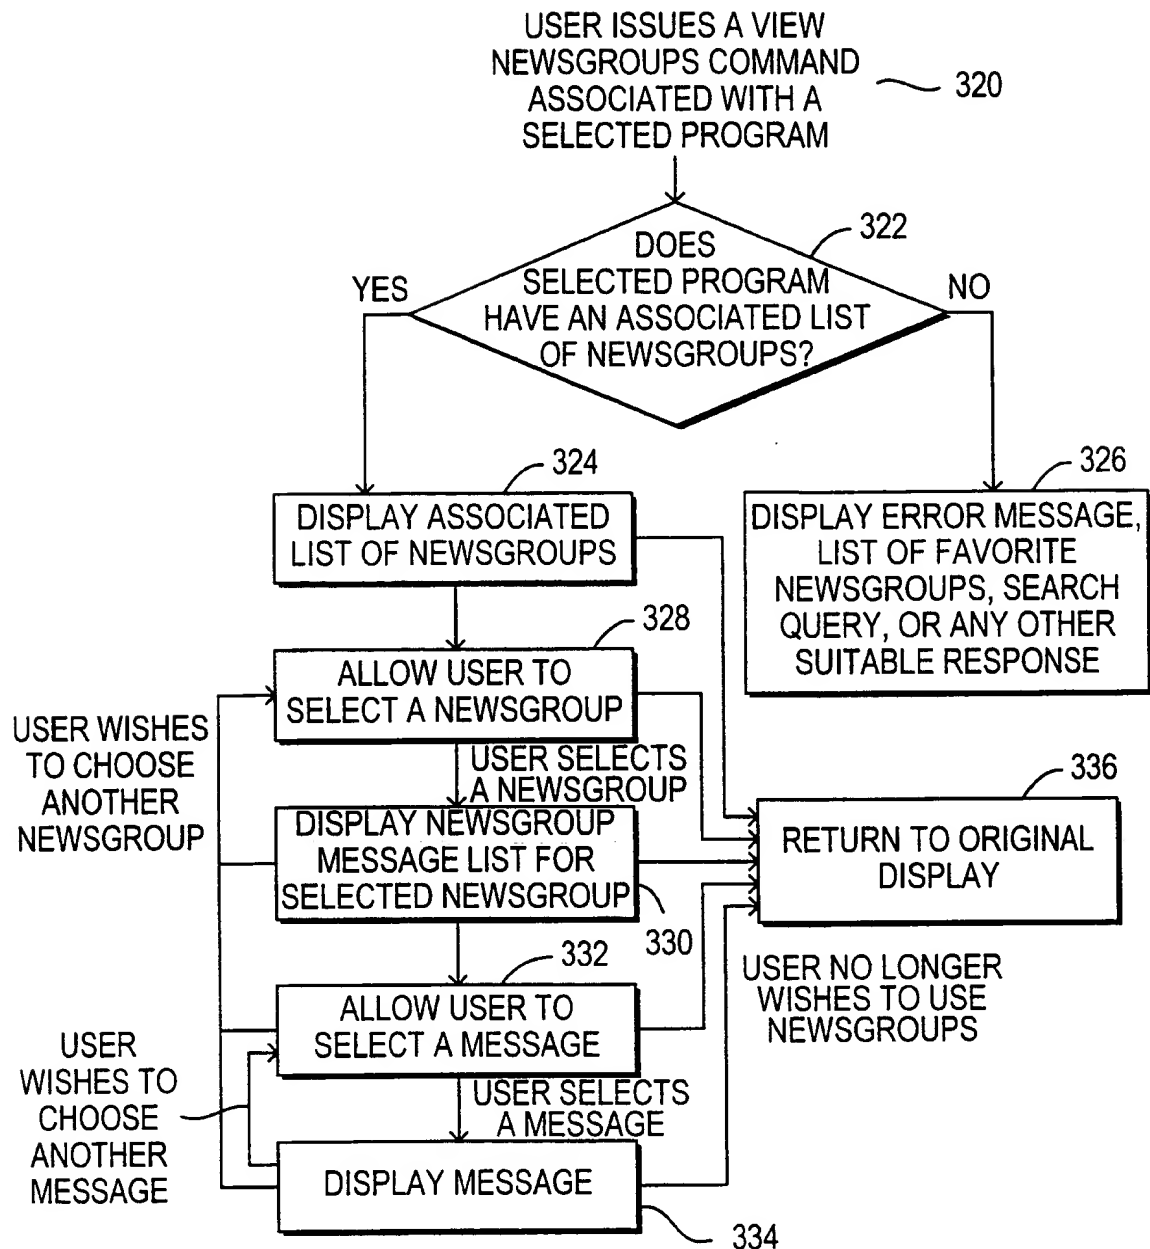 USER ISSUES A VIEW
NEWSGROUPS COMMAND
ASSOCIATED WITH A
SELECTED PROGRAM
320
322
DOES
SELECTED PROGRAM
HAVE AN ASSOCIATED LIST
OF NEWSGROUPS?
YES
NO
324
DISPLAY ASSOCIATED
LIST OF NEWSGROUPS
326
DISPLAY ERROR MESSAGE,
LIST OF FAVORITE
NEWSGROUPS, SEARCH
QUERY, OR ANY OTHER
SUITABLE RESPONSE
328
ALLOW USER TO
SELECT A NEWSGROUP
USER WISHES
TO CHOOSE
ANOTHER
NEWSGROUP
USER SELECTS
A NEWSGROUP
DISPLAY NEWSGROUP
MESSAGE LIST FOR
SELECTED NEWSGROUP
330
336
RETURN TO ORIGINAL
DISPLAY
332
ALLOW USER TO
SELECT A MESSAGE
USER NO LONGER
WISHES TO USE
NEWSGROUPS
USER
WISHES TO
CHOOSE
ANOTHER
MESSAGE
USER SELECTS
A MESSAGE
DISPLAY MESSAGE
334